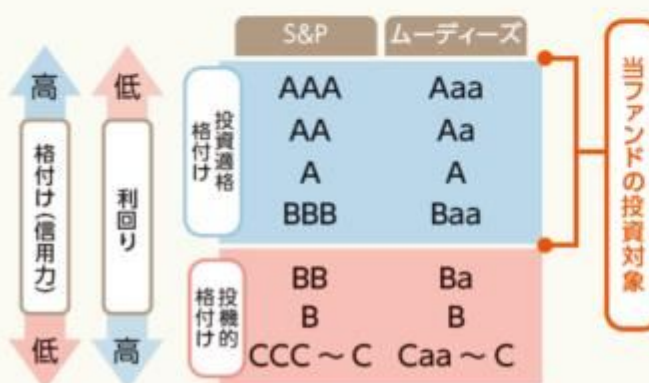 S&P ムーディーズ
高 低
格付け(信用力)
利回り
低 高
投資適格格付け
AAA Aaa
AA Aa
A A
BBB Baa
投機的格付け
BB Ba
B B
CCC～C Caa～C
当ファンドの投資対象